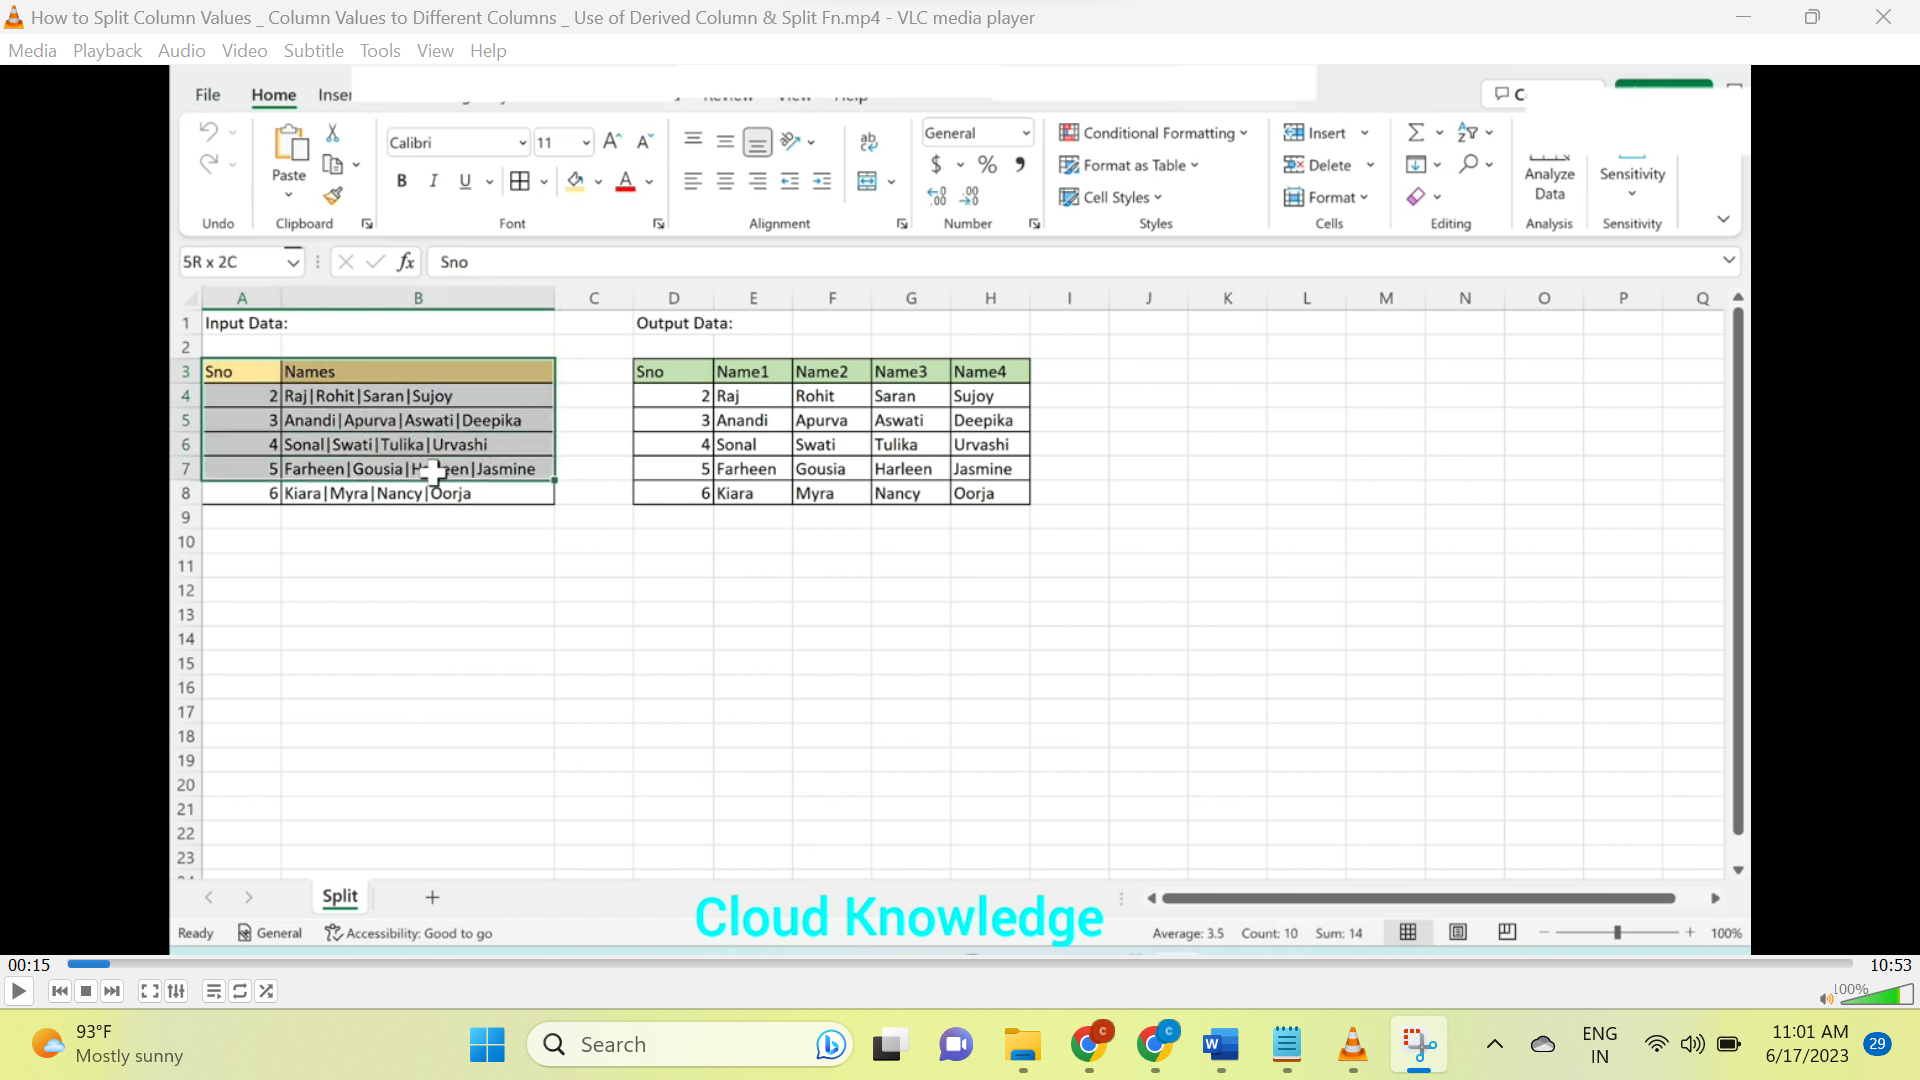 How to Split Column Values _ Column Values to Different Columns _ Use of Derived Column & Split Fn.mp4 - VLC media player
Media Playback Audio Video Subtitle Tools View Help
File Home
Calibri 11 General Conditional Formatting Insert
Paste B I U $ % Format as Table Delete Analyze Data Sensitivity
Cell Styles Format
Undo Clipboard Font Alignment Number Styles Cells Editing Analysis Sensitivity
5R x 2C fx Sno
A B C D E F G H I J K L M N O P Q
1 Input Data: Output Data:
2
3 Sno Names Sno Name1 Name2 Name3 Name4
4 2 Raj|Rohit|Saran|Sujoy 2 Raj Rohit Saran Sujoy
5 3 Anandi|Apurva|Aswati|Deepika 3 Anandi Apurva Aswati Deepika
6 4 Sonal|Swati|Tulika|Urvashi 4 Sonal Swati Tulika Urvashi
7 5 Farheen|Gousia| |Jasmine 5 Farheen Gousia Harleen Jasmine
8 6 Kiara|Myra|Nancy|Oorja 6 Kiara Myra Nancy Oorja
9
10
11
12
13
14
15
16
17
18
19
20
21
22
23
Split +
Cloud Knowledge
Ready General Accessibility: Good to go Average: 3.5 Count: 10 Sum: 14 100%
00:15 10:53
100%
93°F
Mostly sunny
Search
ENG
IN
11:01 AM
6/17/2023
29